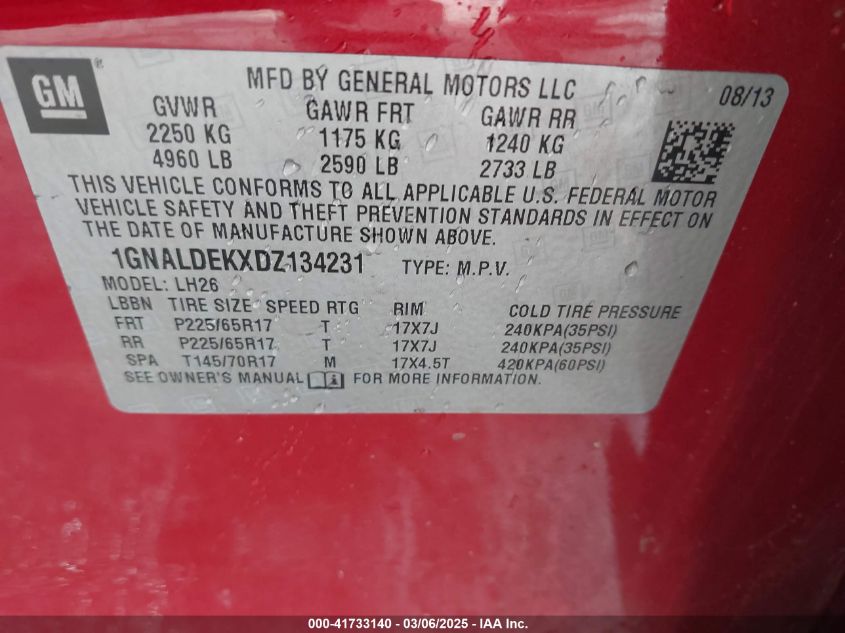 GM®
MFD BY GENERAL MOTORS LLC
08/13
GVWR GAWR FRT GAWR RR
2250 KG 1175 KG 1240 KG
4960 LB 2590 LB 2733 LB
THIS VEHICLE CONFORMS TO ALL APPLICABLE U.S. FEDERAL MOTOR
VEHICLE SAFETY AND THEFT PREVENTION STANDARDS IN EFFECT ON
THE DATE OF MANUFACTURE SHOWN ABOVE.
1GNALDEKXDZ134231 TYPE: M.P.V.
MODEL: LH26
LBBN TIRE SIZE SPEED RTG RIM COLD TIRE PRESSURE
FRT P225/65R17 T 17X7J 240KPA(35PSI)
RR P225/65R17 T 17X7J 240KPA(35PSI)
SPA T145/70R17 M 17X4.5T 420KPA(60PSI)
SEE OWNER'S MANUAL FOR MORE INFORMATION.
000-41733140 - 03/06/2025 - IAA Inc.